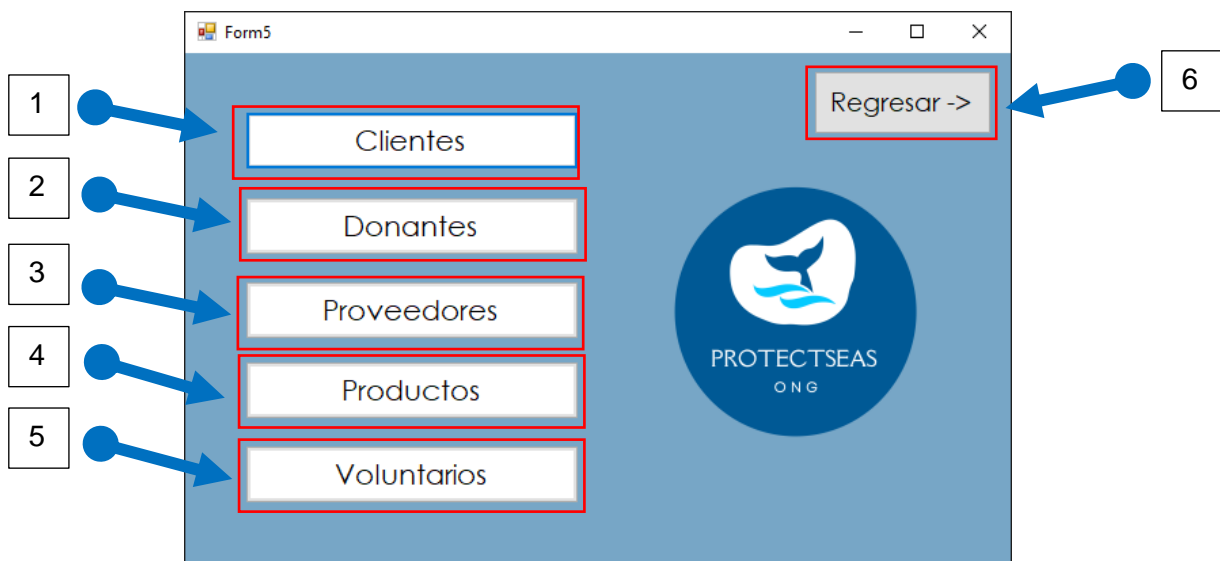 Form5
1
Clientes
2
Donantes
3
Proveedores
4
Productos
5
Voluntarios
Regresar ->
6
PROTECTSEAS
ONG